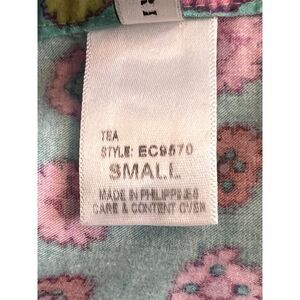 TEA
STYLE: EC9570
SMALL
MADE IN PHILIPPINES
CARE & CONTENT OVER